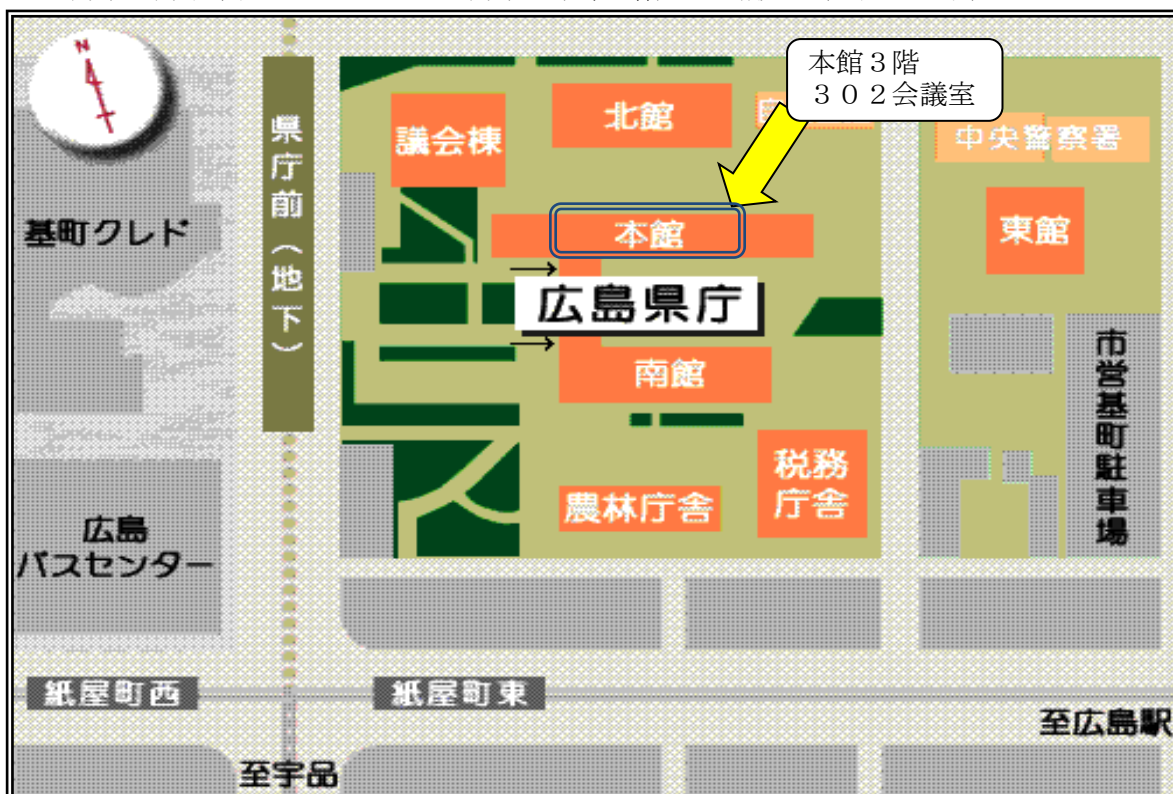 本館３階
３０２会議室
N
県庁前（地下）
議会棟
北館
中央警察署
基町クレド
本館
東館
→
広島県庁
→
南館
市営基町駐車場
税務
庁舎
農林庁舎
広島
バスセンター
紙屋町西
紙屋町東
至広島駅
至宇品